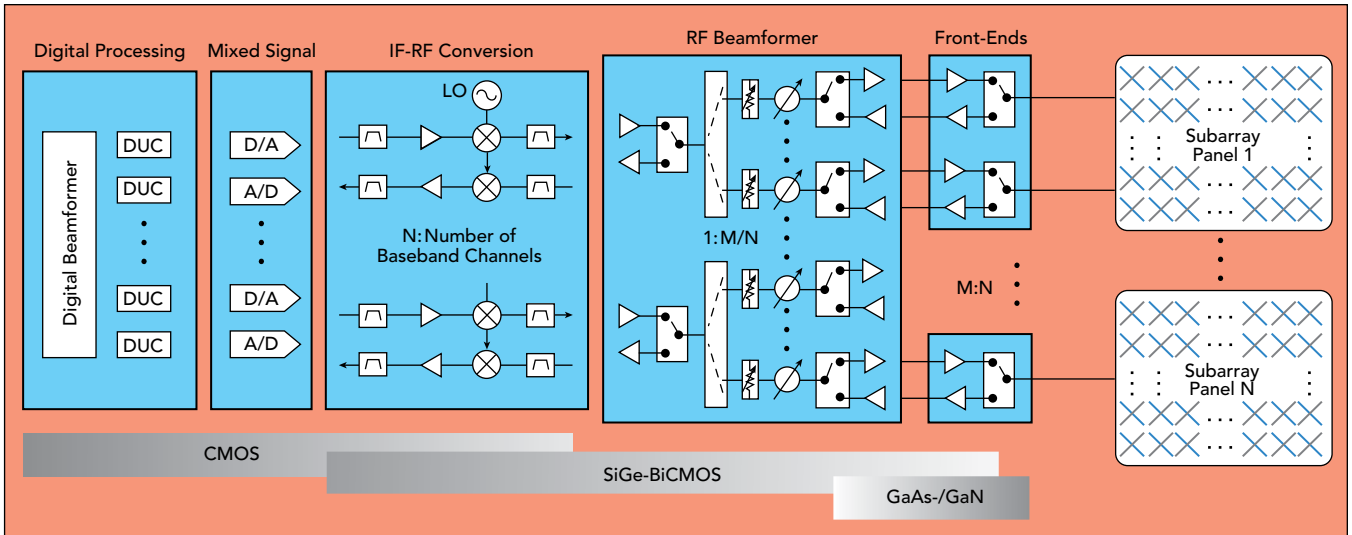 Digital Processing
Mixed Signal
IF-RF Conversion
RF Beamformer
Front-Ends
Digital Beamformer
DUC
DUC
DUC
DUC
D/A
A/D
D/A
A/D
LO
N: Number of
Baseband Channels
1:M/N
M:N
Subarray
Panel 1
Subarray
Panel N
CMOS
SiGe-BiCMOS
GaAs-/GaN